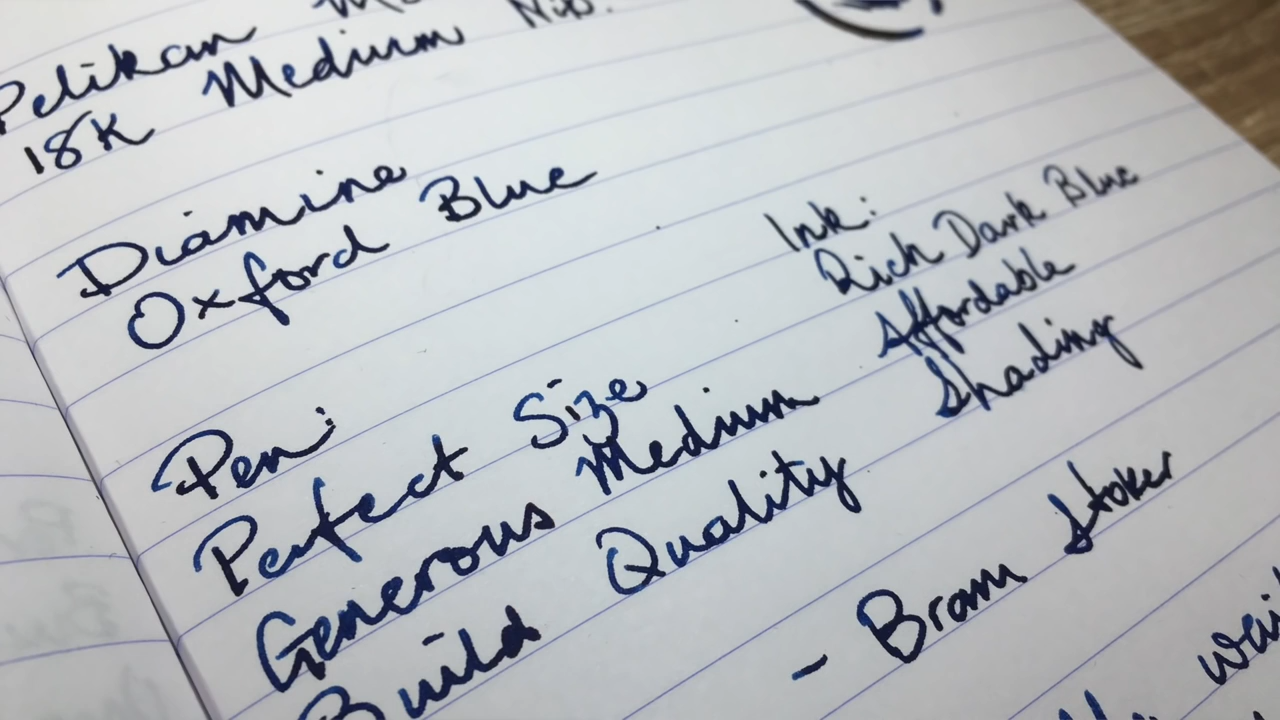 Pelikan
18K Medium Nib.
Diamine
Oxford Blue
Pen:
Perfect Size
Generous Medium
Build Quality
Ink:
Rich Dark Blue
Affordable
Shading
- Bram Stoker